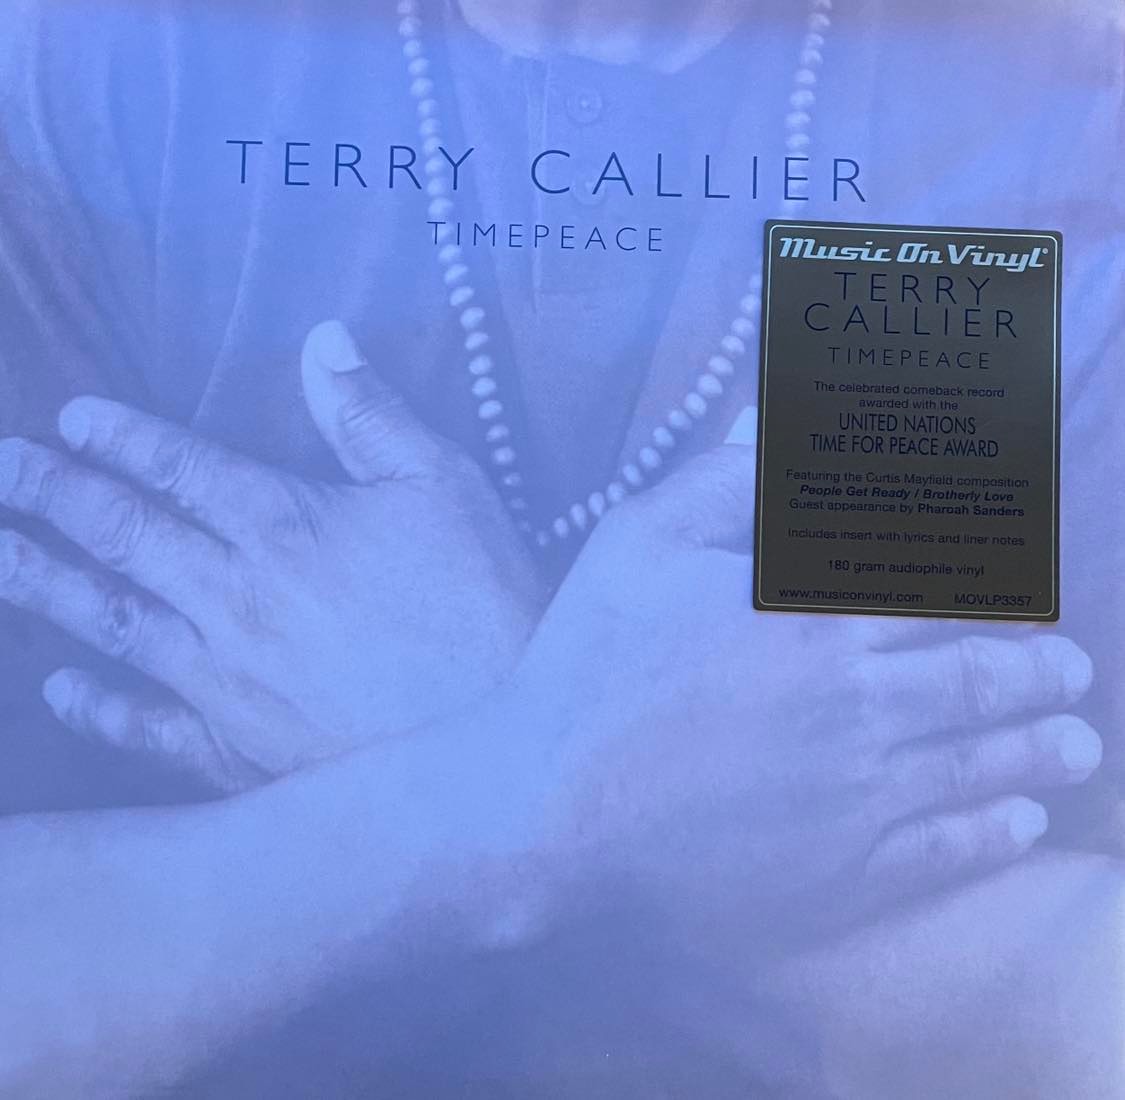 TERRY CALLIER
TIMEPEACE
Music On Vinyl
TERRY
CALLIER
TIMEPEACE
The celebrated comeback record
awarded with the
UNITED NATIONS
TIME FOR PEACE AWARD
Featuring the Curtis Mayfield composition
People Get Ready / Brotherly Love
Guest appearance by Pharoah Sanders
Includes insert with lyrics and liner notes
180 gram audiophile vinyl
www.musiconvinyl.com MOVLP3357